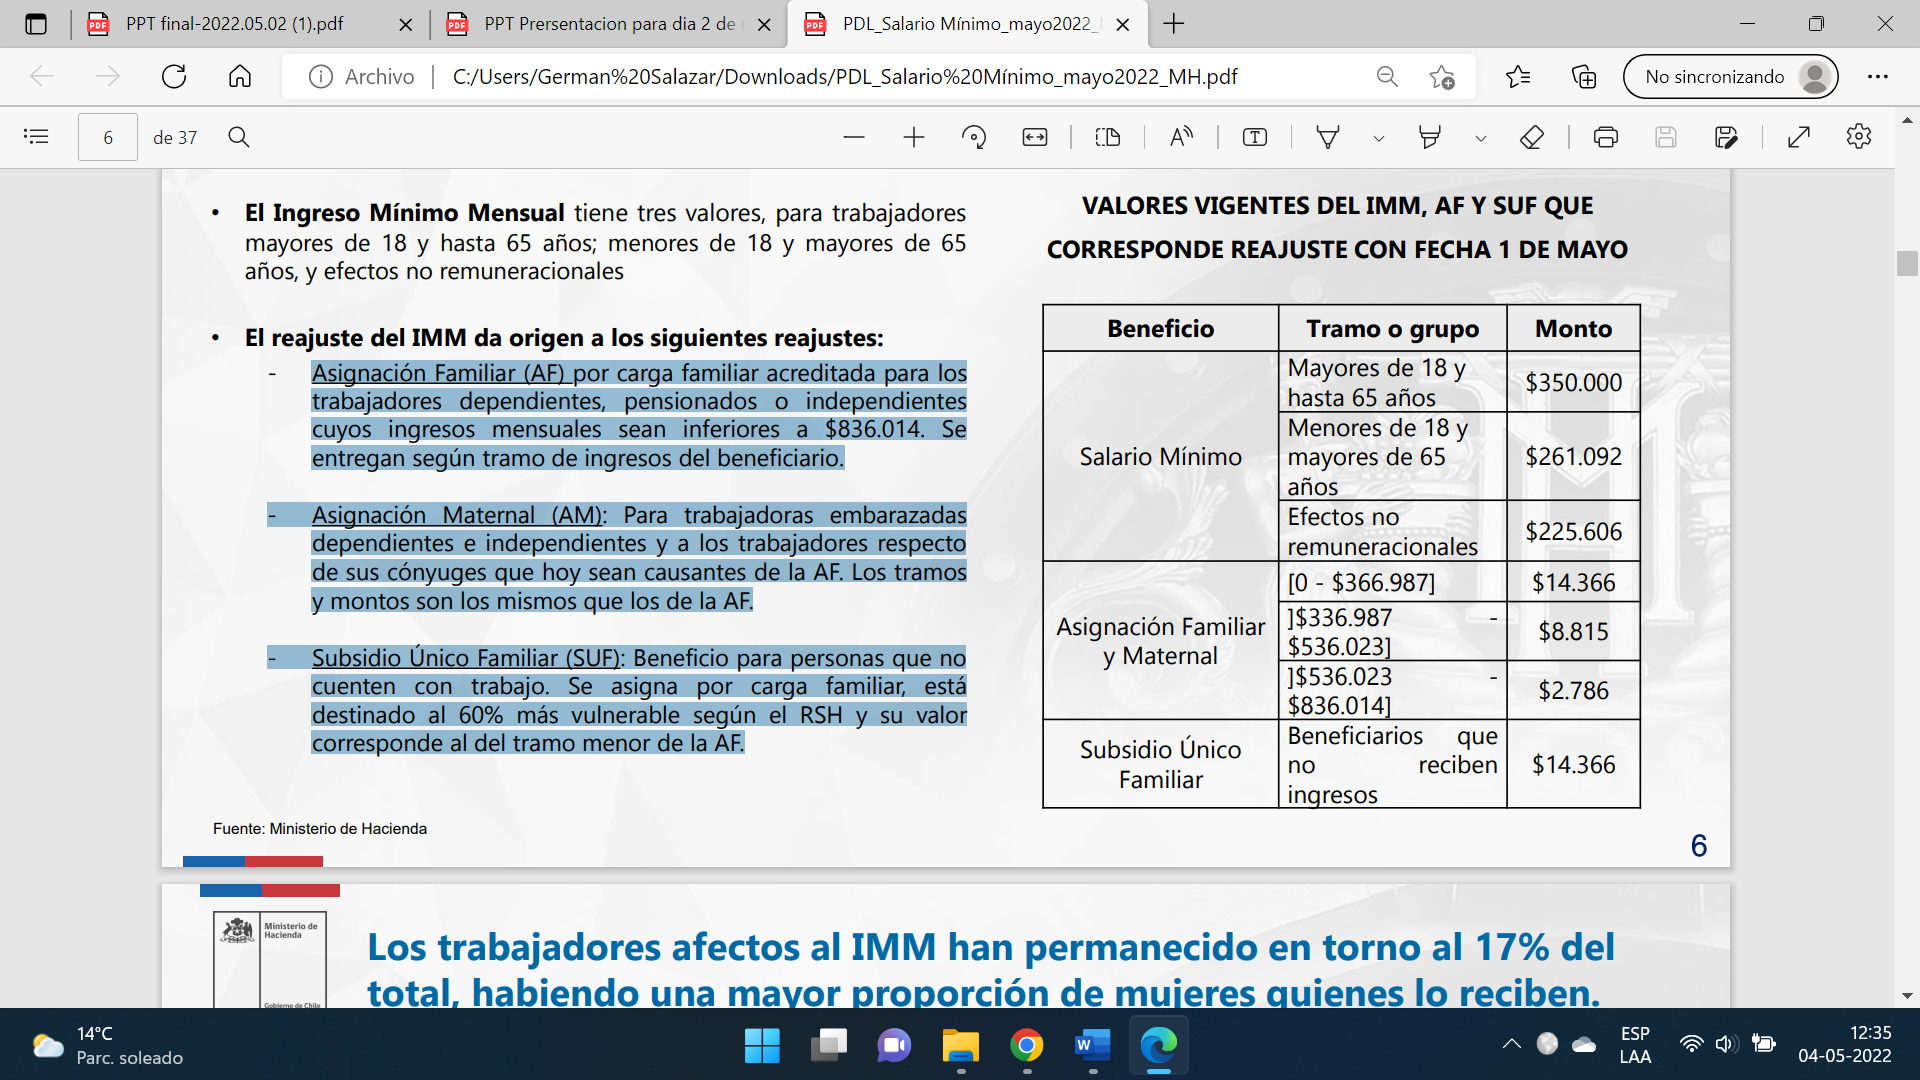 PPT final-2022.05.02 (1).pdf
PPT Prersentacion para dia 2 de
PDL_Salario Mínimo_mayo2022_
Archivo
C:/Users/German%20Salazar/Downloads/PDL_Salario%20Mínimo_mayo2022_MH.pdf
No sincronizando
6
de 37
• El Ingreso Mínimo Mensual tiene tres valores, para trabajadores
mayores de 18 y hasta 65 años; menores de 18 y mayores de 65
años, y efectos no remuneracionales
• El reajuste del IMM da origen a los siguientes reajustes:
- Asignación Familiar (AF) por carga familiar acreditada para los
trabajadores dependientes, pensionados o independientes
cuyos ingresos mensuales sean inferiores a $836.014. Se
entregan según tramo de ingresos del beneficiario.
- Asignación Maternal (AM): Para trabajadoras embarazadas
dependientes e independientes y a los trabajadores respecto
de sus cónyuges que hoy sean causantes de la AF. Los tramos
y montos son los mismos que los de la AF.
- Subsidio Único Familiar (SUF): Beneficio para personas que no
cuenten con trabajo. Se asigna por carga familiar, está
destinado al 60% más vulnerable según el RSH y su valor
corresponde al del tramo menor de la AF.
Fuente: Ministerio de Hacienda
VALORES VIGENTES DEL IMM, AF Y SUF QUE
CORRESPONDE REAJUSTE CON FECHA 1 DE MAYO
Beneficio
Tramo o grupo
Monto
Salario Mínimo
Mayores de 18 y
hasta 65 años
$350.000
Menores de 18 y
mayores de 65
años
$261.092
Efectos no
remuneracionales
$225.606
Asignación Familiar
y Maternal
[0 - $366.987]
$14.366
]$336.987 -
$536.023]
$8.815
]$536.023 -
$836.014]
$2.786
Subsidio Único
Familiar
Beneficiarios que
no reciben
ingresos
$14.366
6
Ministerio de
Hacienda
Gobierno de Chile
Los trabajadores afectos al IMM han permanecido en torno al 17% del
total, habiendo una mayor proporción de mujeres quienes lo reciben.
14°C
Parc. soleado
ESP
LAA
12:35
04-05-2022